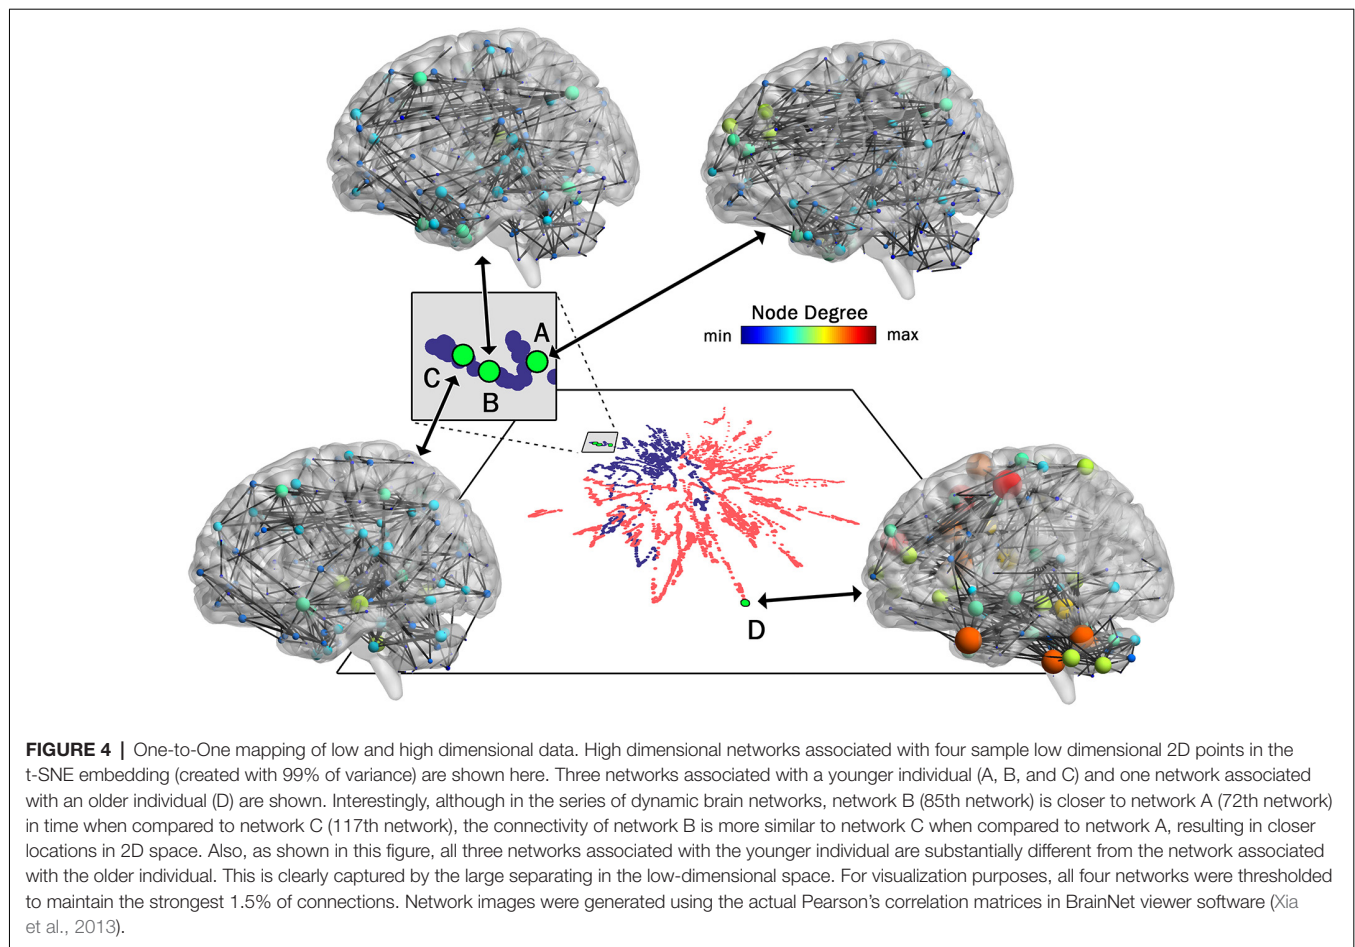 Node Degree
min
max
A
C
B
D
FIGURE 4 | One-to-One mapping of low and high dimensional data. High dimensional networks associated with four sample low dimensional 2D points in the
t-SNE embedding (created with 99% of variance) are shown here. Three networks associated with a younger individual (A, B, and C) and one network associated
with an older individual (D) are shown. Interestingly, although in the series of dynamic brain networks, network B (85th network) is closer to network A (72th network)
in time when compared to network C (117th network), the connectivity of network B is more similar to network C when compared to network A, resulting in closer
locations in 2D space. Also, as shown in this figure, all three networks associated with the younger individual are substantially different from the network associated
with the older individual. This is clearly captured by the large separating in the low-dimensional space. For visualization purposes, all four networks were thresholded
to maintain the strongest 1.5% of connections. Network images were generated using the actual Pearson's correlation matrices in BrainNet viewer software (Xia
et al., 2013).